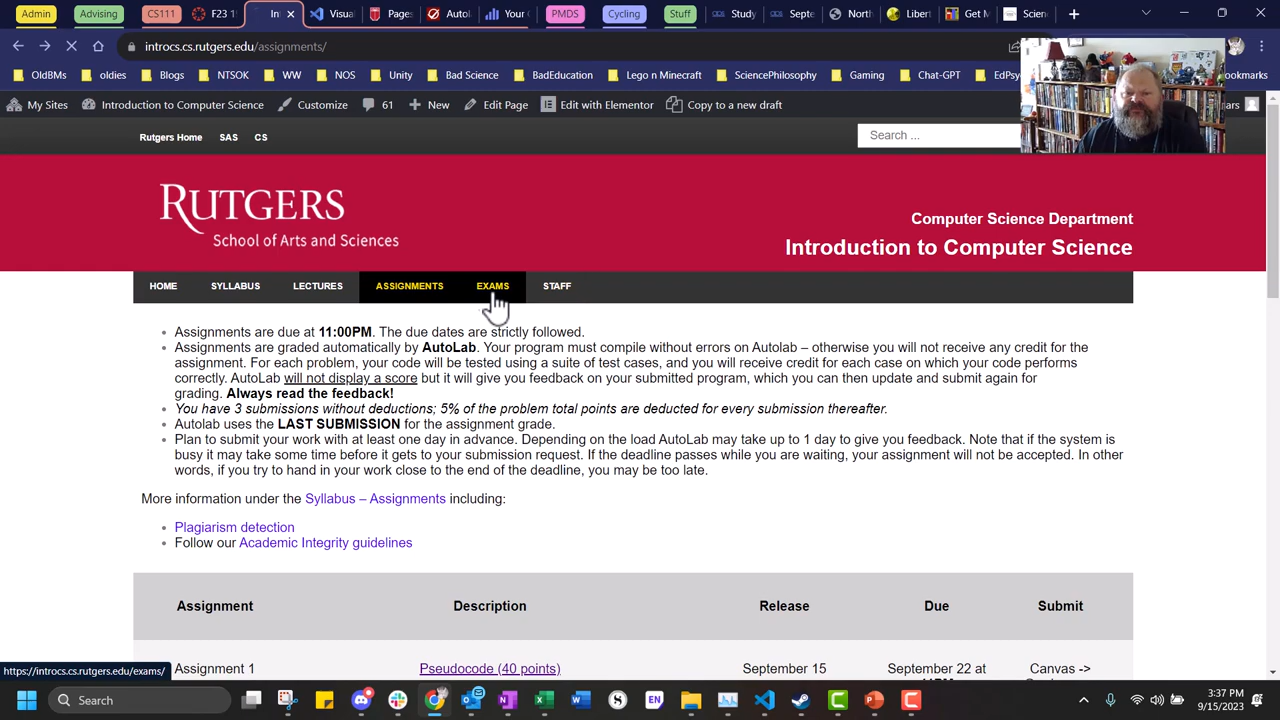 Admin Advising CS111 F23 1 Int Visua Pages Autola Your C PMDS Cycling Stuff Study Septe North Libert Get M Scienc
introcs.cs.rutgers.edu/assignments/
OldBMs oldies Blogs NTSOK WW NOS Unity Bad Science BadEducation Lego n Minecraft SciencePhilosophy Gaming Chat-GPT EdPsy okmarks
My Sites Introduction to Computer Science Customize 61 New Edit Page Edit with Elementor Copy to a new draft
Rutgers Home SAS CS Search ...
RUTGERS
School of Arts and Sciences
Computer Science Department
Introduction to Computer Science
HOME SYLLABUS LECTURES ASSIGNMENTS EXAMS STAFF
Assignments are due at 11:00PM. The due dates are strictly followed.
Assignments are graded automatically by AutoLab. Your program must compile without errors on Autolab – otherwise you will not receive any credit for the
assignment. For each problem, your code will be tested using a suite of test cases, and you will receive credit for each case on which your code performs
correctly. AutoLab will not display a score but it will give you feedback on your submitted program, which you can then update and submit again for
grading. Always read the feedback!
You have 3 submissions without deductions; 5% of the problem total points are deducted for every submission thereafter.
Autolab uses the LAST SUBMISSION for the assignment grade.
Plan to submit your work with at least one day in advance. Depending on the load AutoLab may take up to 1 day to give you feedback. Note that if the system is
busy it may take some time before it gets to your submission request. If the deadline passes while you are waiting, your assignment will not be accepted. In other
words, if you try to hand in your work close to the end of the deadline, you may be too late.
More information under the Syllabus – Assignments including:
Plagiarism detection
Follow our Academic Integrity guidelines
Assignment Description Release Due Submit
Assignment 1 Pseudocode (40 points) September 15 September 22 at Canvas ->
https://introcs.cs.rutgers.edu/exams/
Search EN 3:37 PM
9/15/2023